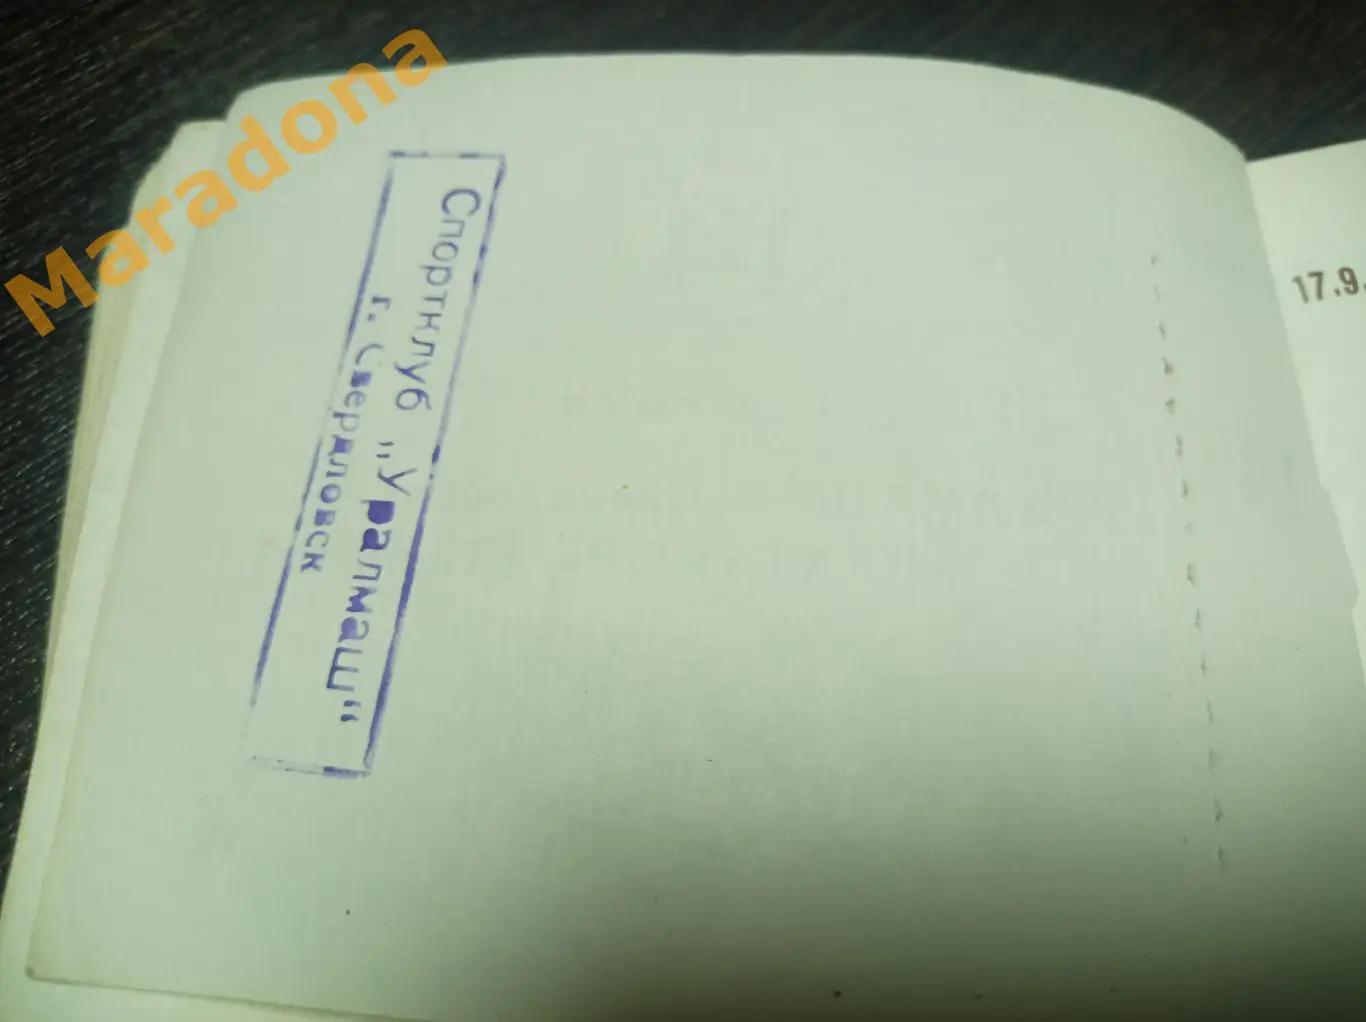 Maradona
Спортклуб „Уралмаш“
г. Свердловск
17.9.